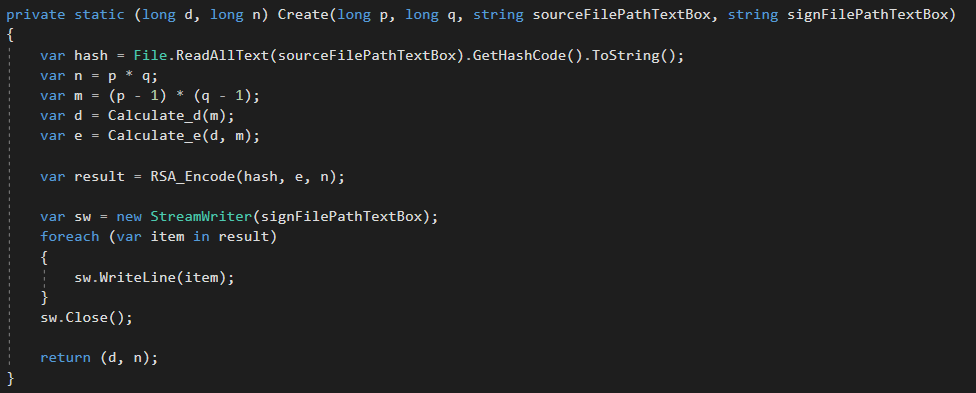 private static (long d, long n) Create(long p, long q, string sourceFilePathTextBox, string signFilePathTextBox)
{
    var hash = File.ReadAllText(sourceFilePathTextBox).GetHashCode().ToString();
    var n = p * q;
    var m = (p - 1) * (q - 1);
    var d = Calculate_d(m);
    var e = Calculate_e(d, m);

    var result = RSA_Encode(hash, e, n);

    var sw = new StreamWriter(signFilePathTextBox);
    foreach (var item in result)
    {
        sw.WriteLine(item);
    }
    sw.Close();

    return (d, n);
}